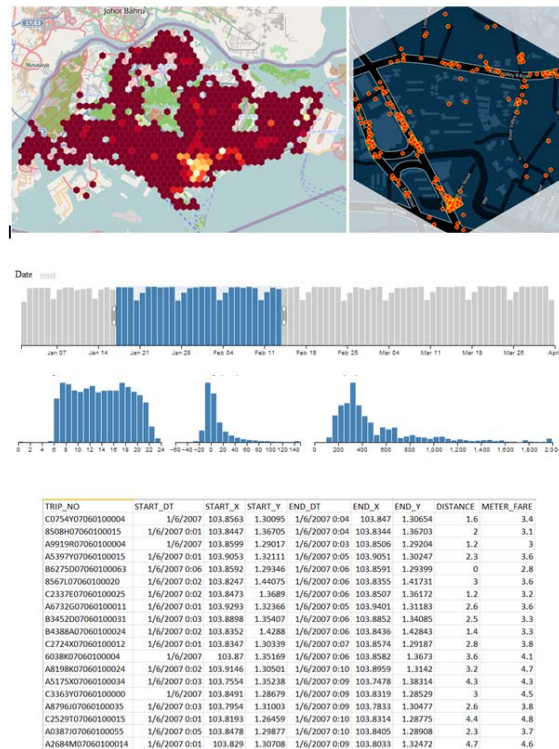 Johor Bahru
Nusajaya
Date reset
Jan 07 Jan 14 Jan 21 Jan 28 Feb 04 Feb 11 Feb 18 Feb 25 Mar 04 Mar 11 Mar 18 Mar 25 Apr
0 2 4 6 8 10 12 14 16 18 20 22 24 −60 −40 −20 0 20 40 60 80 100 120 140 0 200 400 600 800 1,000 1,200 1,400 1,600 1,800 2,000
TRIP_NO START_DT START_X START_Y END_DT END_X END_Y DISTANCE METER_FARE
C0754Y07060100004 1/6/2007 103.8563 1.30095 1/6/2007 0:04 103.847 1.30654 1.6 3.4
8508H07060100015 1/6/2007 0:01 103.8447 1.36705 1/6/2007 0:04 103.8344 1.36703 2 3.1
A9919R07060100004 1/6/2007 103.8599 1.29017 1/6/2007 0:03 103.8506 1.29204 1.2 3
A5397Y07060100015 1/6/2007 0:01 103.9053 1.32111 1/6/2007 0:05 103.9051 1.30247 2.3 3.6
B6275D07060100063 1/6/2007 0:06 103.8592 1.29346 1/6/2007 0:06 103.8591 1.29399 0 2.8
8567L07060100020 1/6/2007 0:02 103.8247 1.44075 1/6/2007 0:06 103.8355 1.41731 3 3.6
C2337E07060100025 1/6/2007 0:02 103.8473 1.3689 1/6/2007 0:06 103.8507 1.36172 1.2 3.2
A6732G07060100011 1/6/2007 0:01 103.9293 1.32366 1/6/2007 0:05 103.9401 1.31183 2.6 3.6
B3452D07060100031 1/6/2007 0:03 103.8898 1.35407 1/6/2007 0:06 103.8852 1.34085 2.5 3.3
B4388A07060100024 1/6/2007 0:02 103.8352 1.4288 1/6/2007 0:06 103.8436 1.42843 1.4 3.3
C2724X07060100012 1/6/2007 0:01 103.8347 1.30339 1/6/2007 0:07 103.8574 1.29187 2.8 3.8
6038K07060100004 1/6/2007 103.87 1.35169 1/6/2007 0:06 103.8582 1.3673 3.6 4.1
A8198K07060100024 1/6/2007 0:02 103.9146 1.30501 1/6/2007 0:10 103.8959 1.3142 3.2 4.7
A5175X07060100034 1/6/2007 0:03 103.7554 1.35238 1/6/2007 0:09 103.7478 1.38314 4.3 4.3
C3363Y07060100000 1/6/2007 103.8491 1.28679 1/6/2007 0:09 103.8319 1.28529 3 4.5
A8796J07060100035 1/6/2007 0:03 103.7954 1.31003 1/6/2007 0:09 103.7833 1.30477 2.6 3.8
C2529T07060100015 1/6/2007 0:01 103.8193 1.26459 1/6/2007 0:10 103.8314 1.28775 4.4 4.8
A0387J07060100055 1/6/2007 0:05 103.8478 1.29877 1/6/2007 0:10 103.8405 1.28908 2.3 3.7
A2684M07060100014 1/6/2007 0:01 103.829 1.30708 1/6/2007 0:09 103.8033 1.32472 4.7 4.6